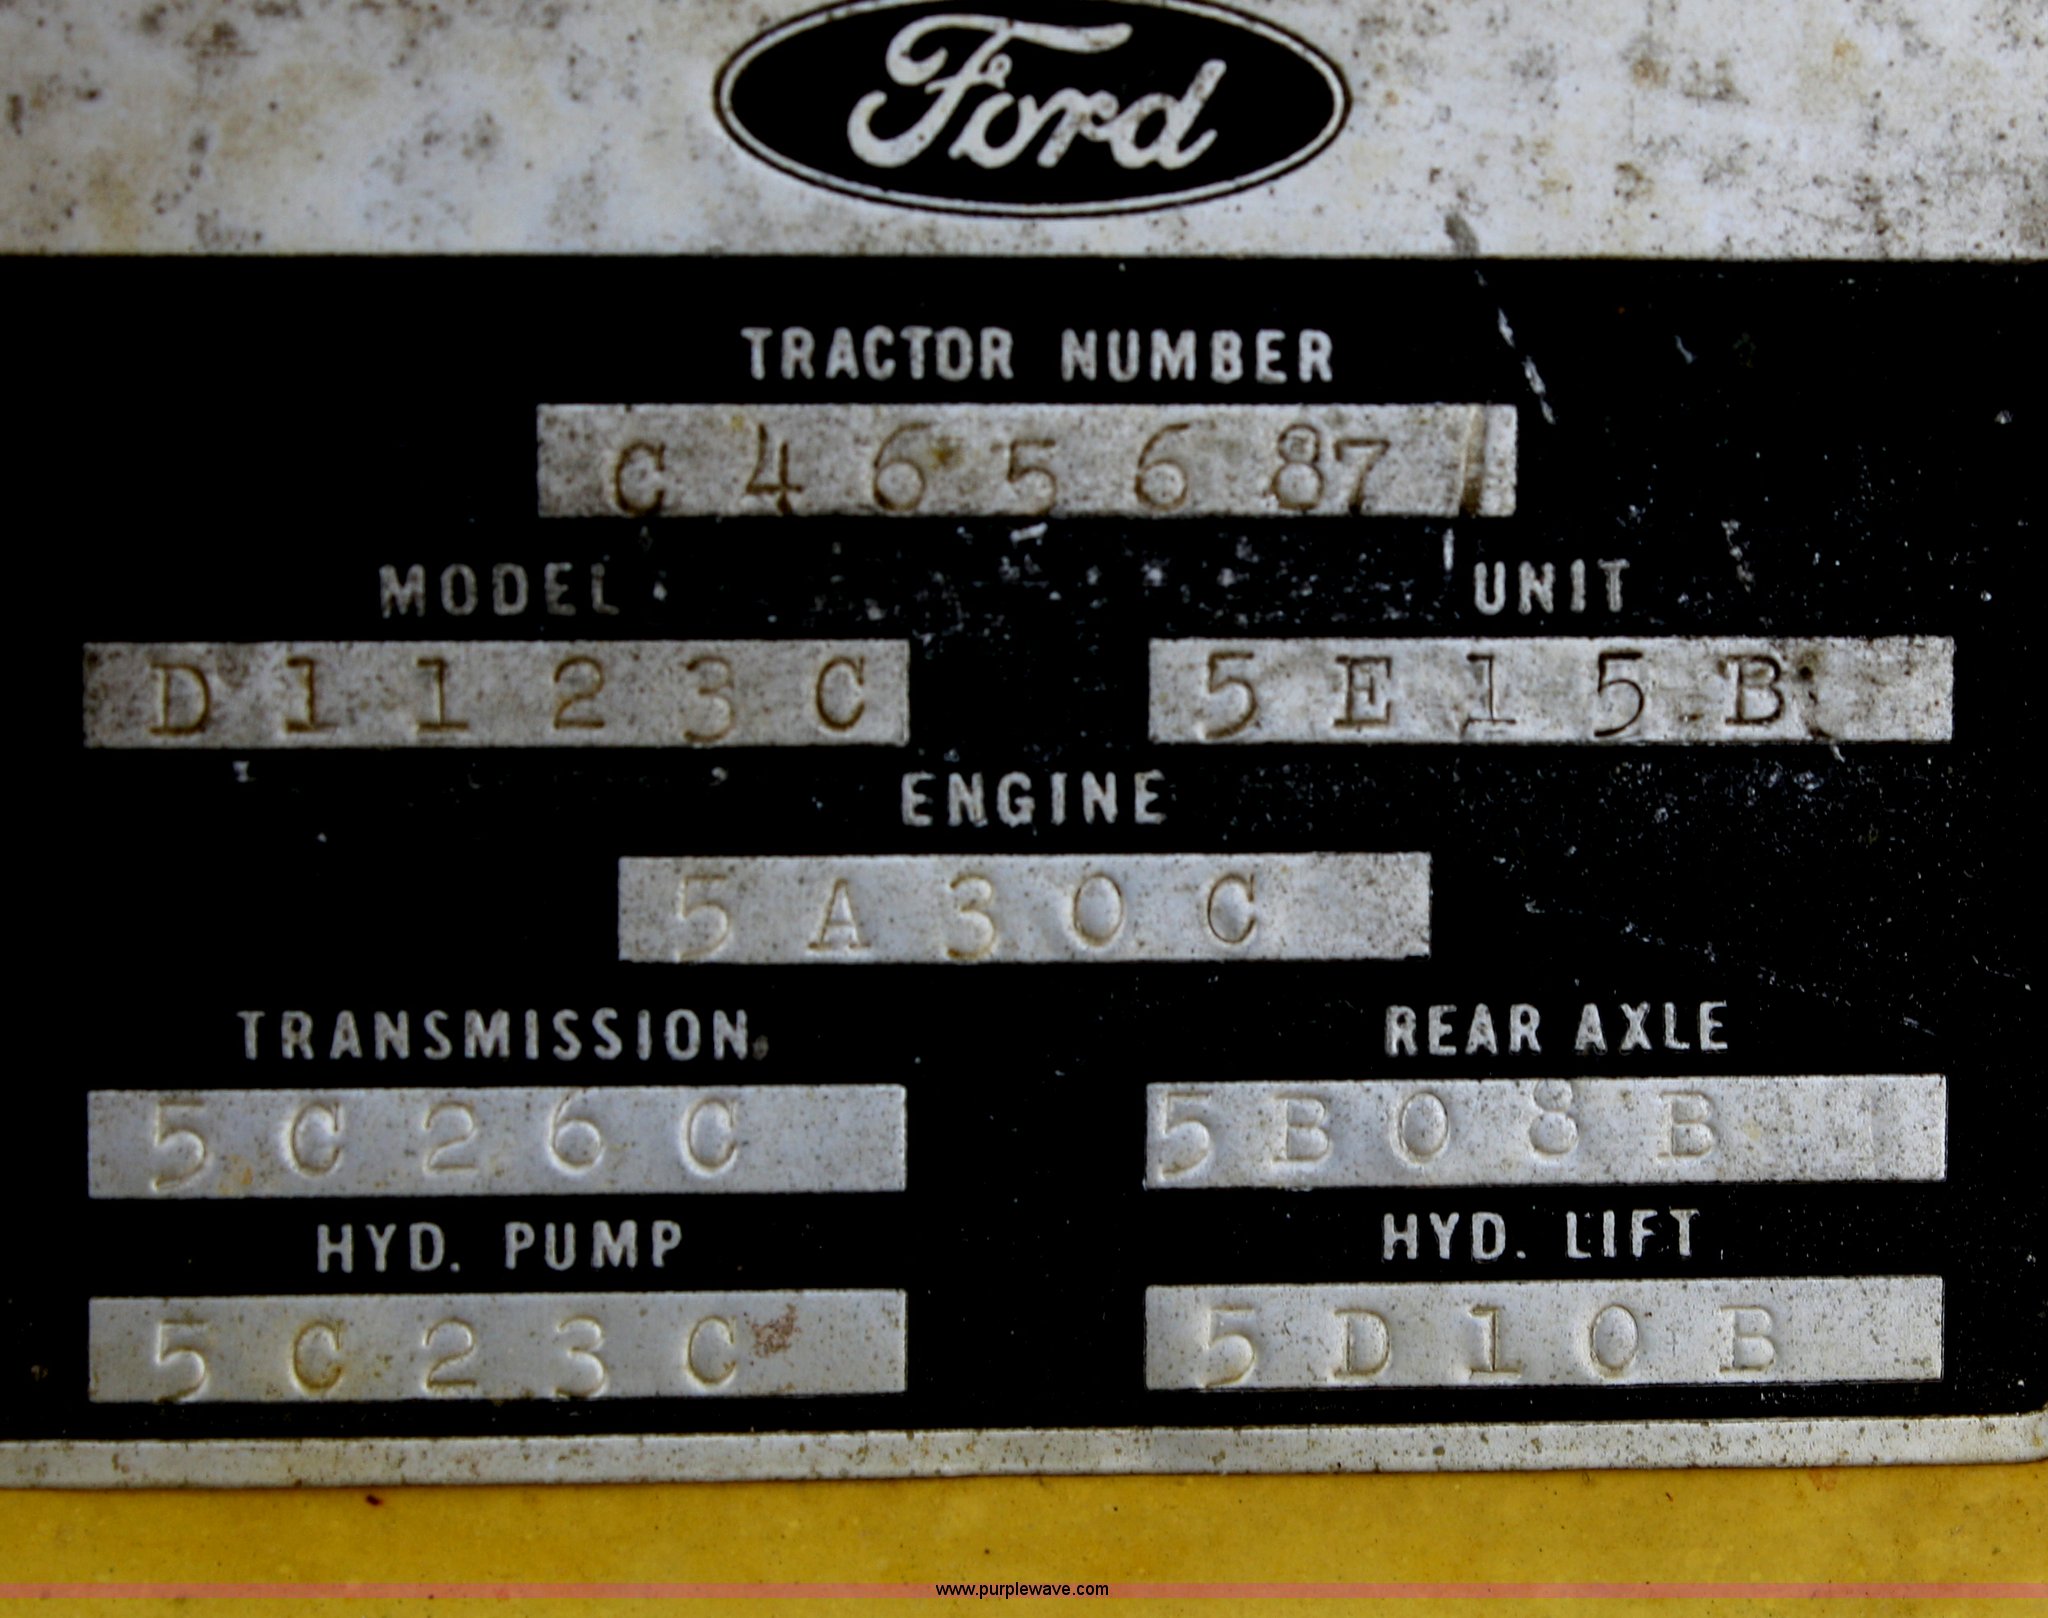 Ford
TRACTOR NUMBER
C465687
MODEL UNIT
D1123C 5E15B
ENGINE
5A30C
TRANSMISSION REAR AXLE
5C26C 5B08B
HYD. PUMP HYD. LIFT
5C23C 5D10B
www.purplewave.com